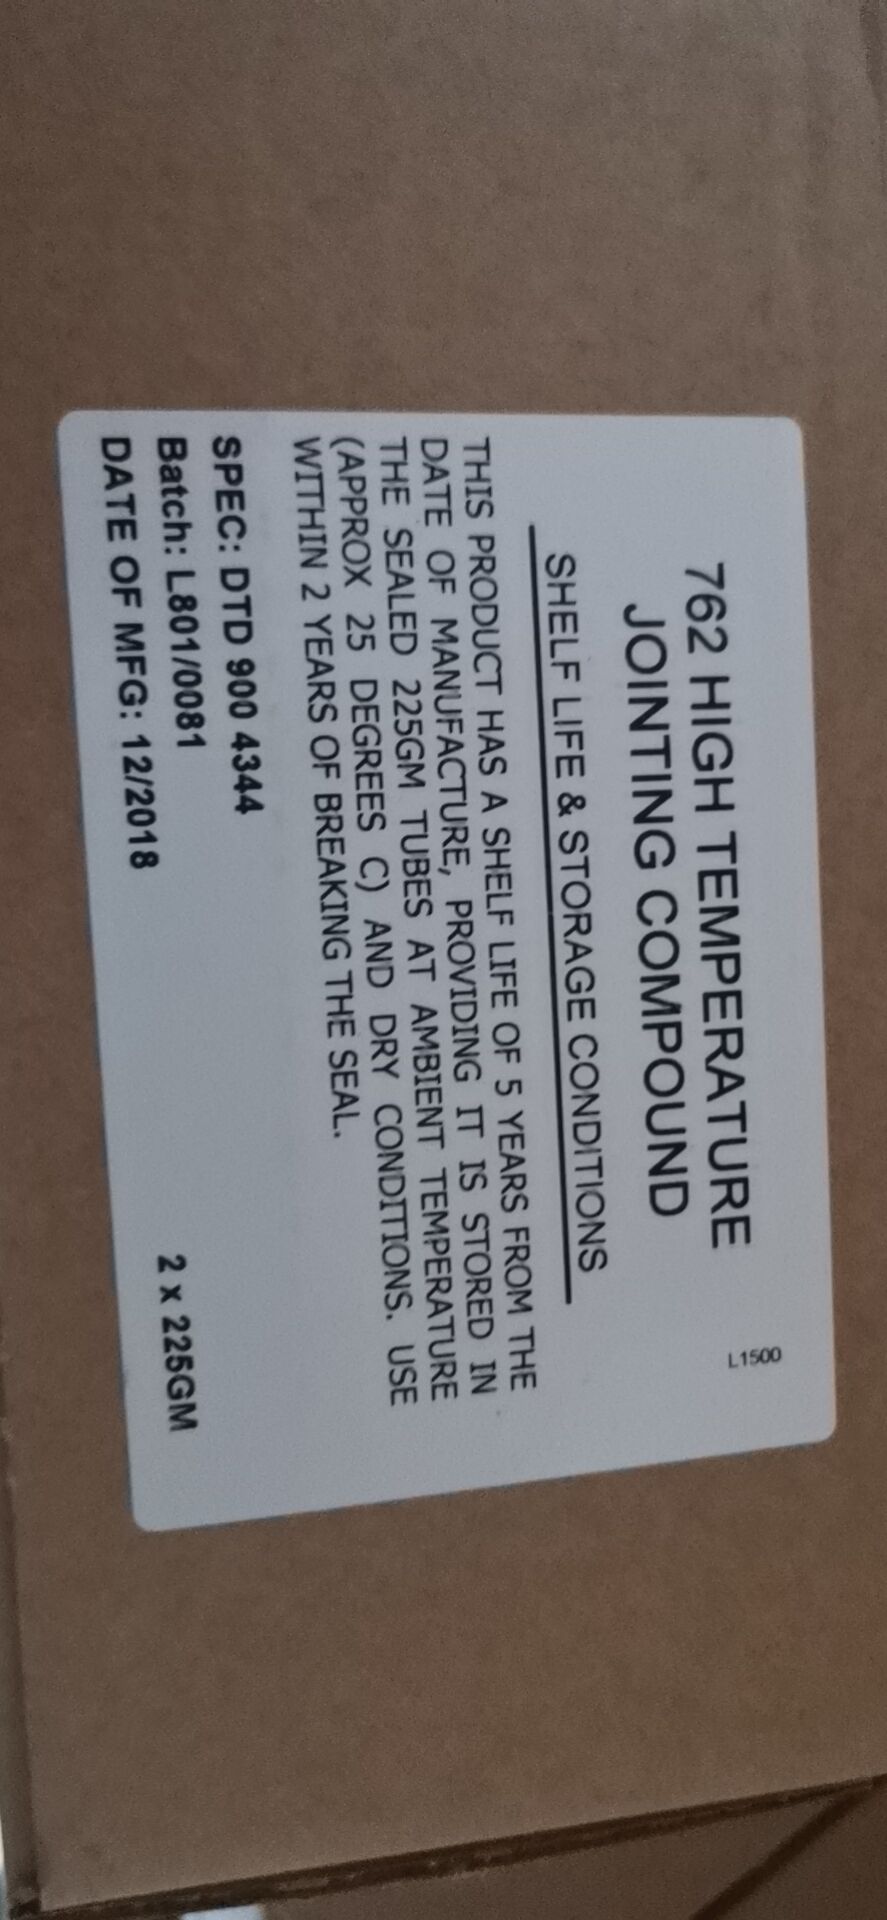 L1500
762 HIGH TEMPERATURE
JOINTING COMPOUND
SHELF LIFE & STORAGE CONDITIONS
THIS PRODUCT HAS A SHELF LIFE OF 5 YEARS FROM THE
DATE OF MANUFACTURE, PROVIDING IT IS STORED IN
THE SEALED 225GM TUBES AT AMBIENT TEMPERATURE
(APPROX 25 DEGREES C) AND DRY CONDITIONS. USE
WITHIN 2 YEARS OF BREAKING THE SEAL.
SPEC: DTD 900 4344
Batch: L801/0081 2 x 225GM
DATE OF MFG: 12/2018